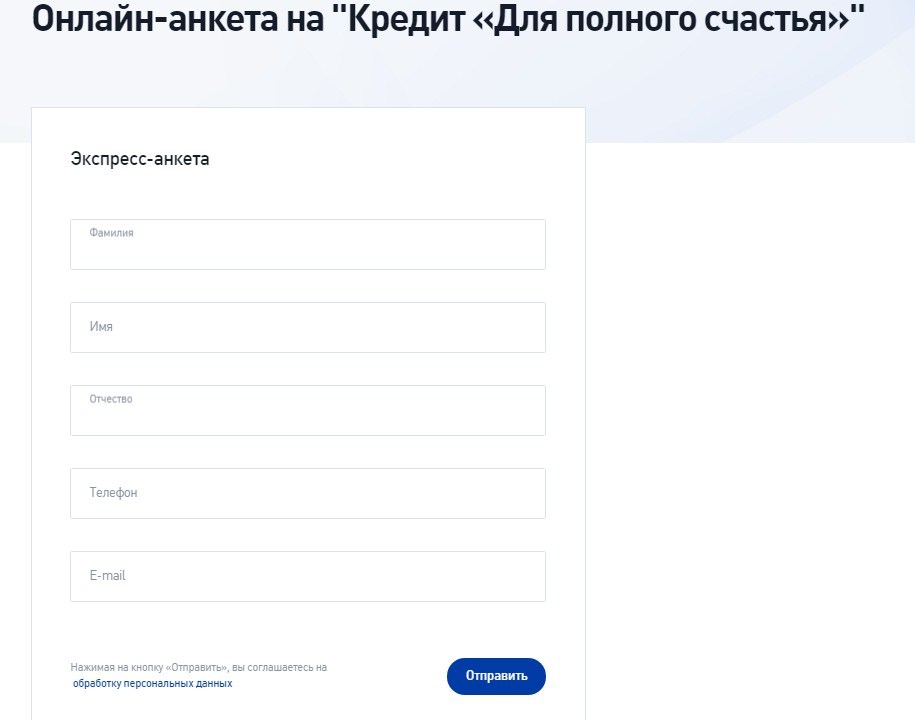 Онлайн-анкета на "Кредит «Для полного счастья»"
Экспресс-анкета
Фамилия
Имя
Отчество
Телефон
E-mail
Нажимая на кнопку «Отправить», вы соглашаетесь на
обработку персональных данных
Отправить